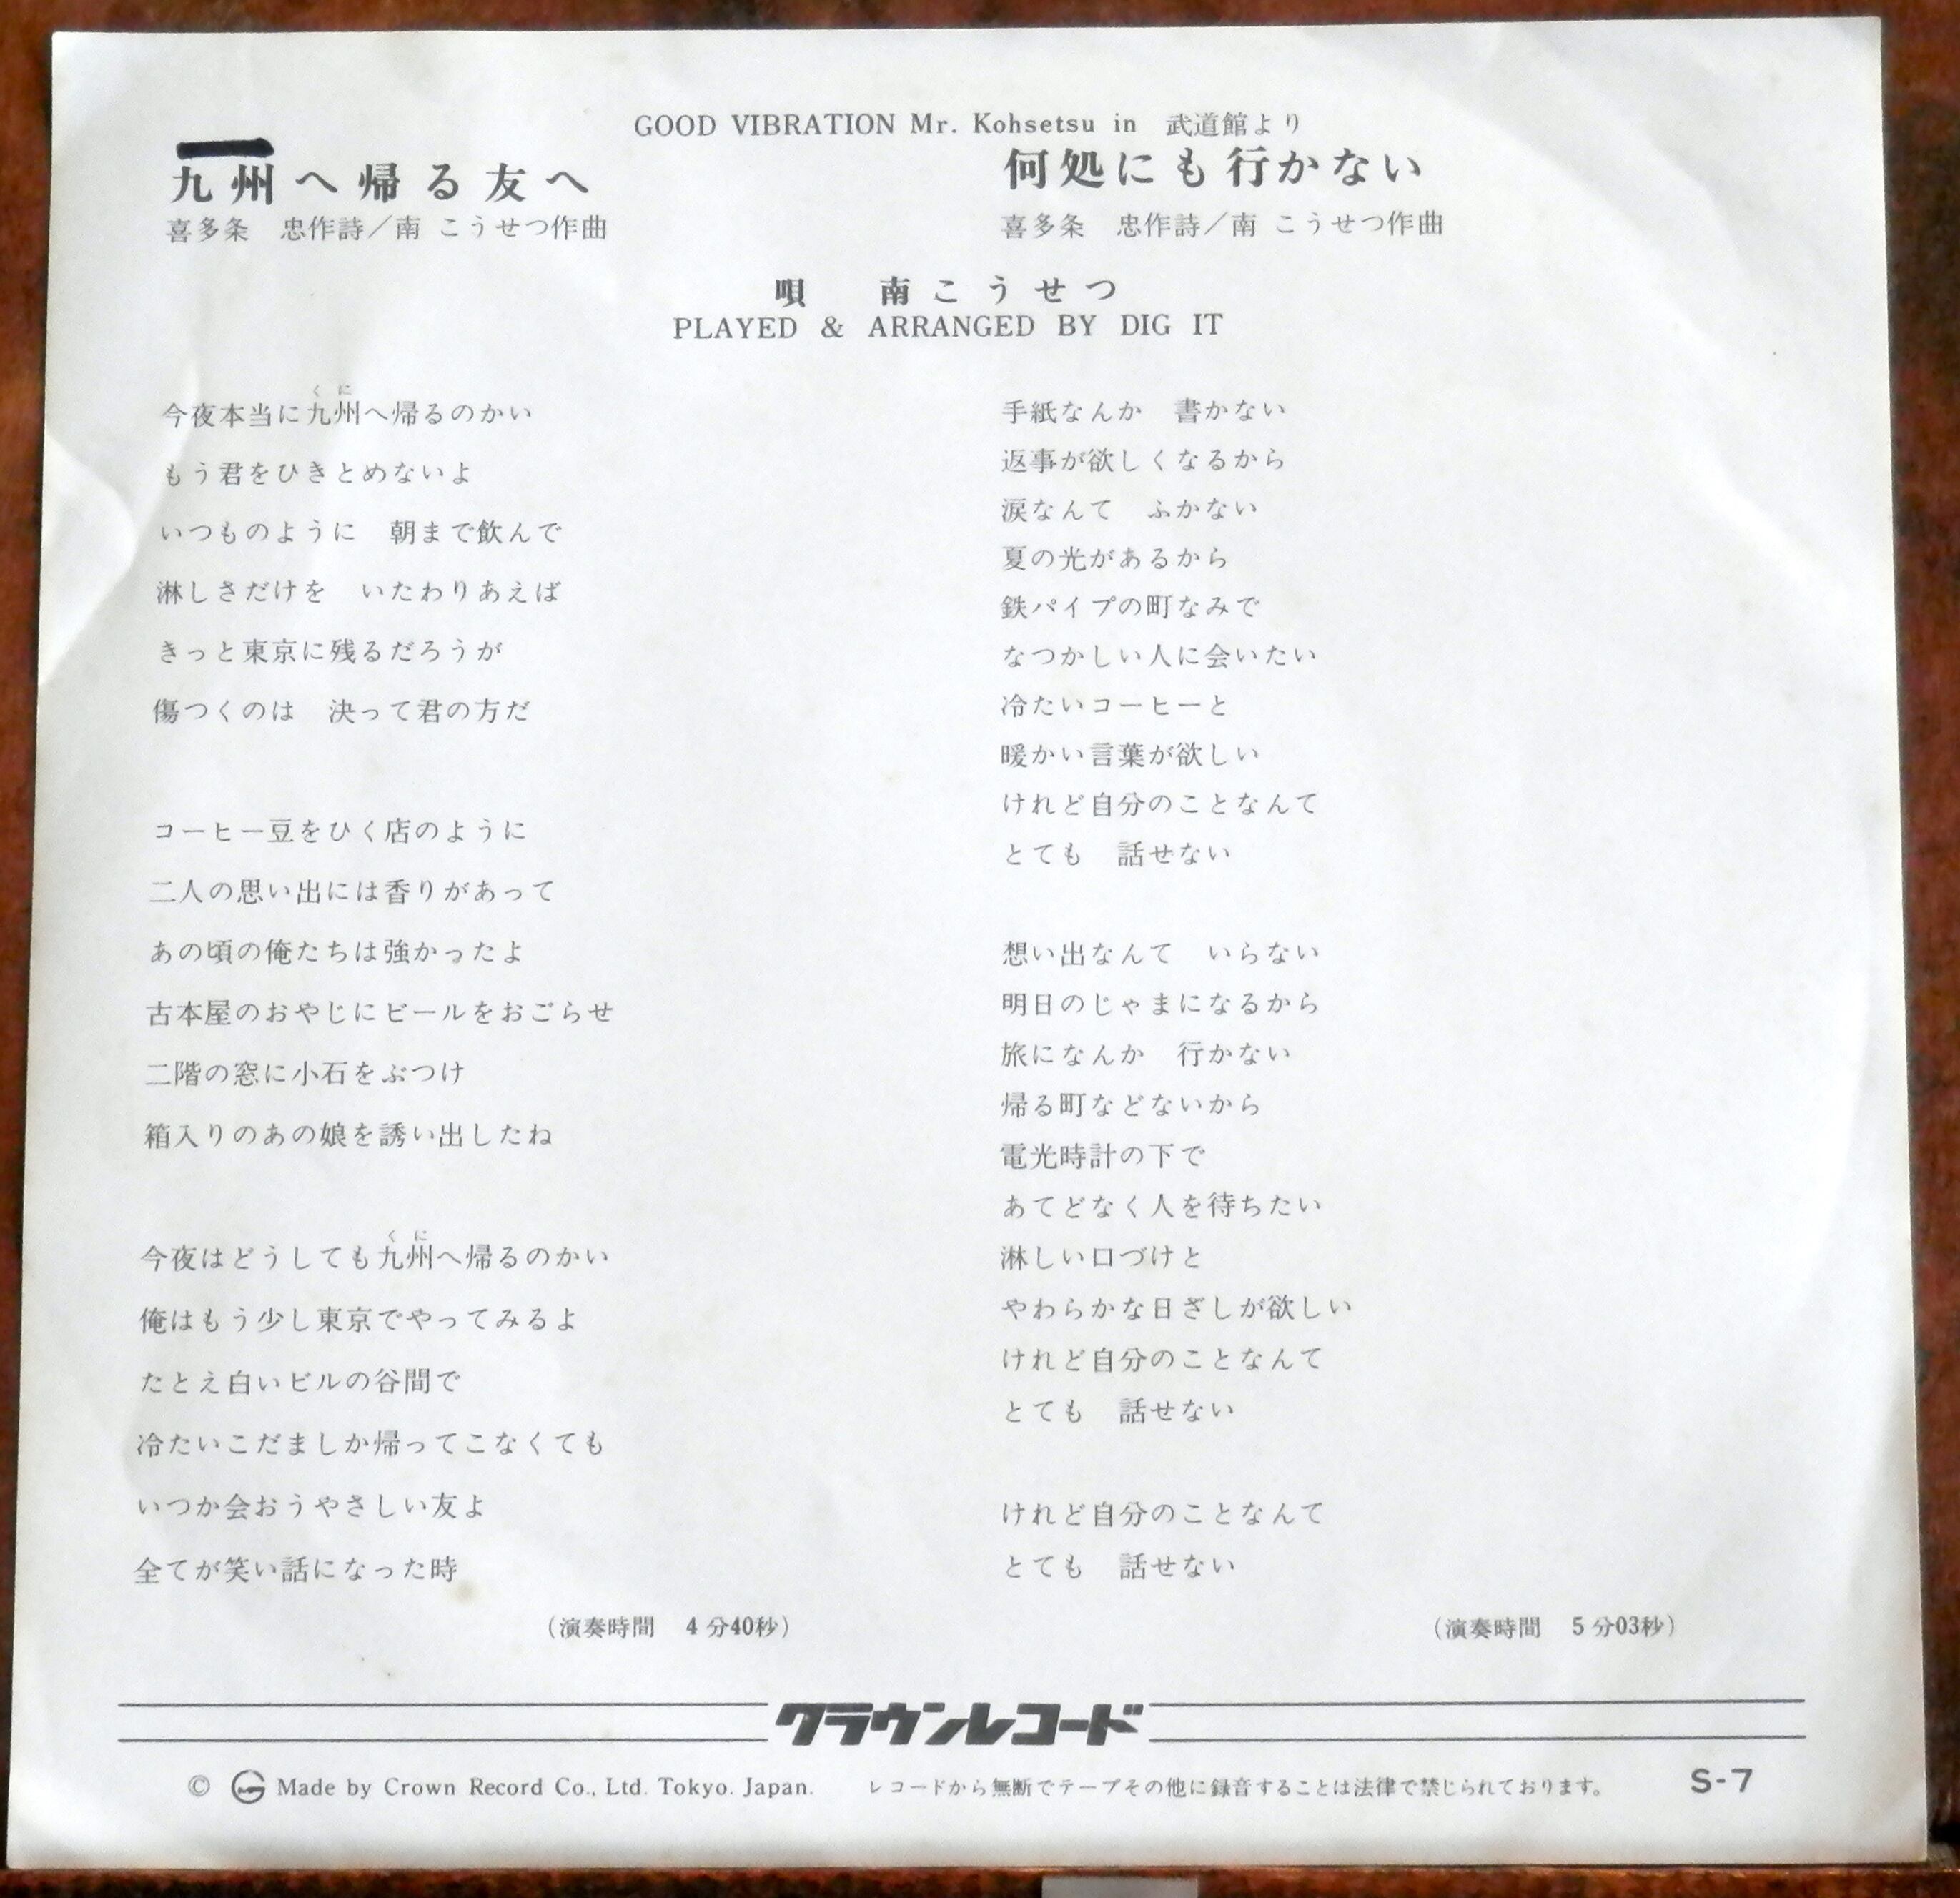 GOOD VIBRATION Mr. Kohsetsu in 武道館より
九州へ帰る友へ
喜多条 忠作詩／南 こうせつ作曲
何処にも行かない
喜多条 忠作詩／南 こうせつ作曲
唄 南こうせつ
PLAYED & ARRANGED BY DIG IT
くに
今夜本当に九州へ帰るのかい
もう君をひきとめないよ
いつものように 朝まで飲んで
淋しさだけを いたわりあえば
きっと東京に残るだろうが
傷つくのは 決って君の方だ
コーヒー豆をひく店のように
二人の思い出には香りがあって
あの頃の俺たちは強かったよ
古本屋のおやじにビールをおごらせ
二階の窓に小石をぶつけ
箱入りのあの娘を誘い出したね
くに
今夜はどうしても九州へ帰るのかい
俺はもう少し東京でやってみるよ
たとえ白いビルの谷間で
冷たいこだましか帰ってこなくても
いつか会おうやさしい友よ
全てが笑い話になった時
（演奏時間 4分40秒）
手紙なんか 書かない
返事が欲しくなるから
涙なんて ふかない
夏の光があるから
鉄パイプの町なみで
なつかしい人に会いたい
冷たいコーヒーと
暖かい言葉が欲しい
けれど自分のことなんて
とても 話せない
想い出なんて いらない
明日のじゃまになるから
旅になんか 行かない
帰る町などないから
電光時計の下で
あてどなく人を待ちたい
淋しい口づけと
やわらかな日ざしが欲しい
けれど自分のことなんて
とても 話せない
けれど自分のことなんて
とても 話せない
（演奏時間 5分03秒）
クラウンレコード
© Made by Crown Record Co., Ltd. Tokyo. Japan. レコードから無断でテープその他に録音することは法律で禁じられております。 S-7